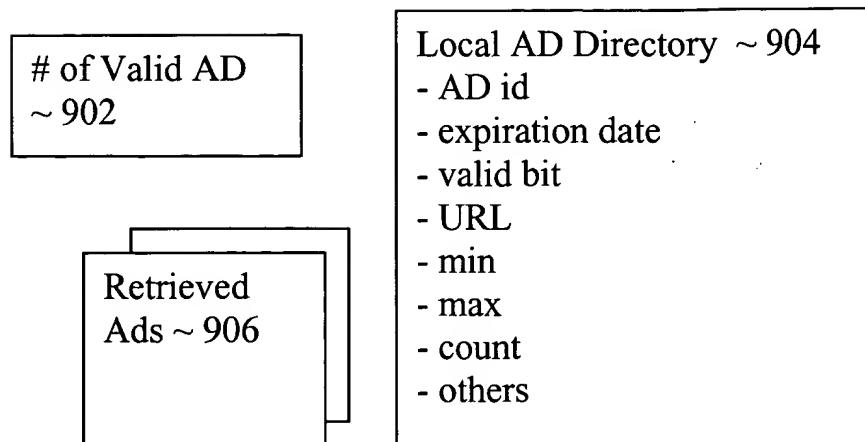 # of Valid AD
~ 902
Local AD Directory ~ 904
- AD id
- expiration date
- valid bit
- URL
- min
- max
- count
- others
Retrieved
Ads ~ 906